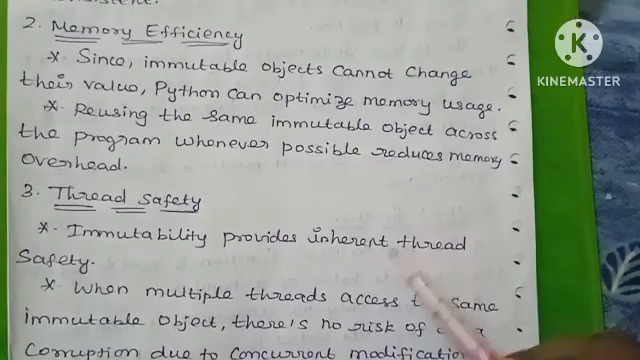 2. Memory Efficiency
* Since, immutable objects cannot change
their value, Python can optimize memory usage.
* Reusing the same immutable object across
the program whenever possible reduces memory
overhead.
3. Thread Safety
* Immutability provides inherent thread
Safety.
* When multiple threads access same
immutable object, there's no risk of
Corruption due to concurrent
KINEMASTER